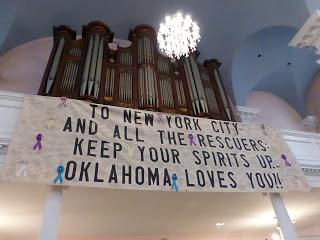 TO NEW YORK CITY
AND ALL THE RESCUERS:
KEEP YOUR SPIRITS UP..
OKLAHOMA LOVES YOU!!